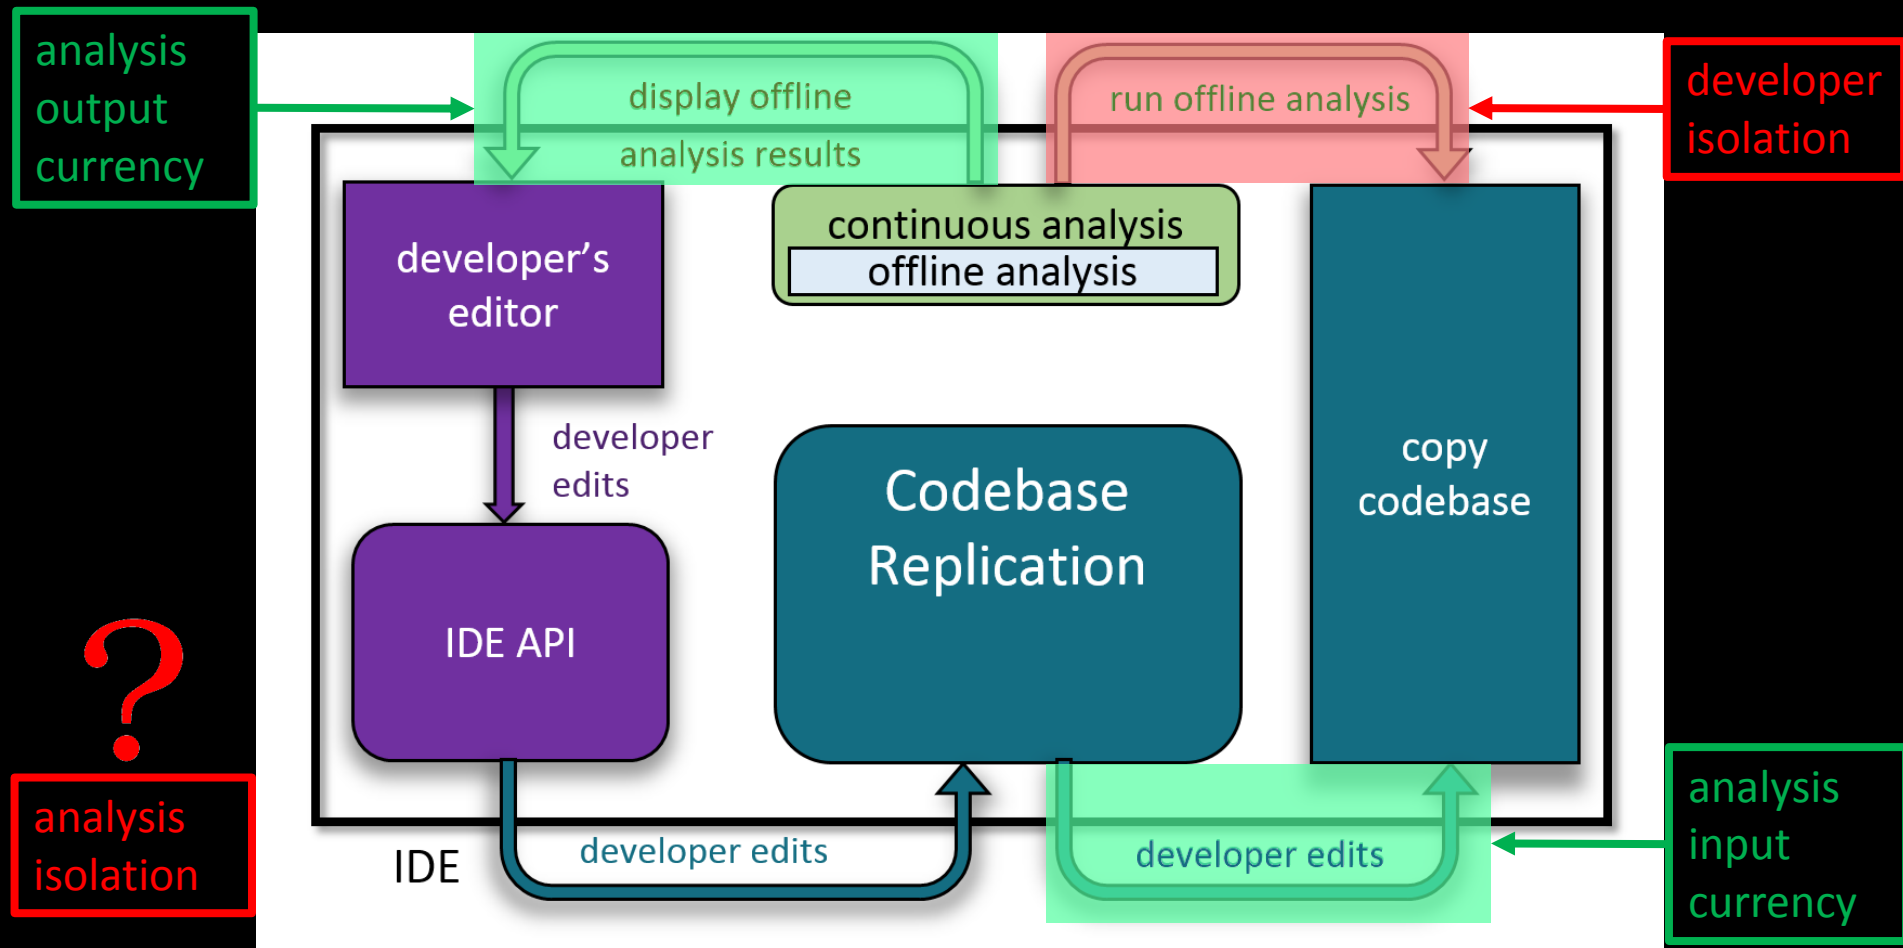 analysis
output
currency
display offline
analysis results
run offline analysis
developer
isolation
developer's
editor
continuous analysis
offline analysis
developer
edits
Codebase
Replication
copy
codebase
IDE API
?
analysis
isolation
IDE
developer edits
developer edits
analysis
input
currency